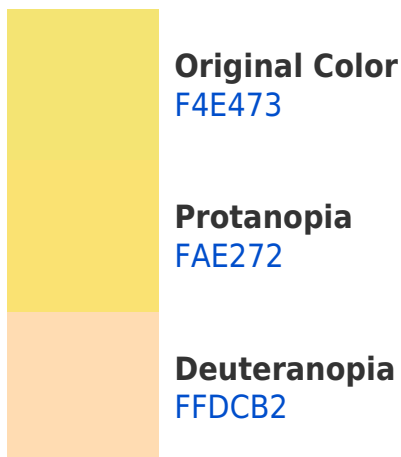 Original Color
F4E473
Protanopia
FAE272
Deuteranopia
FFDCB2